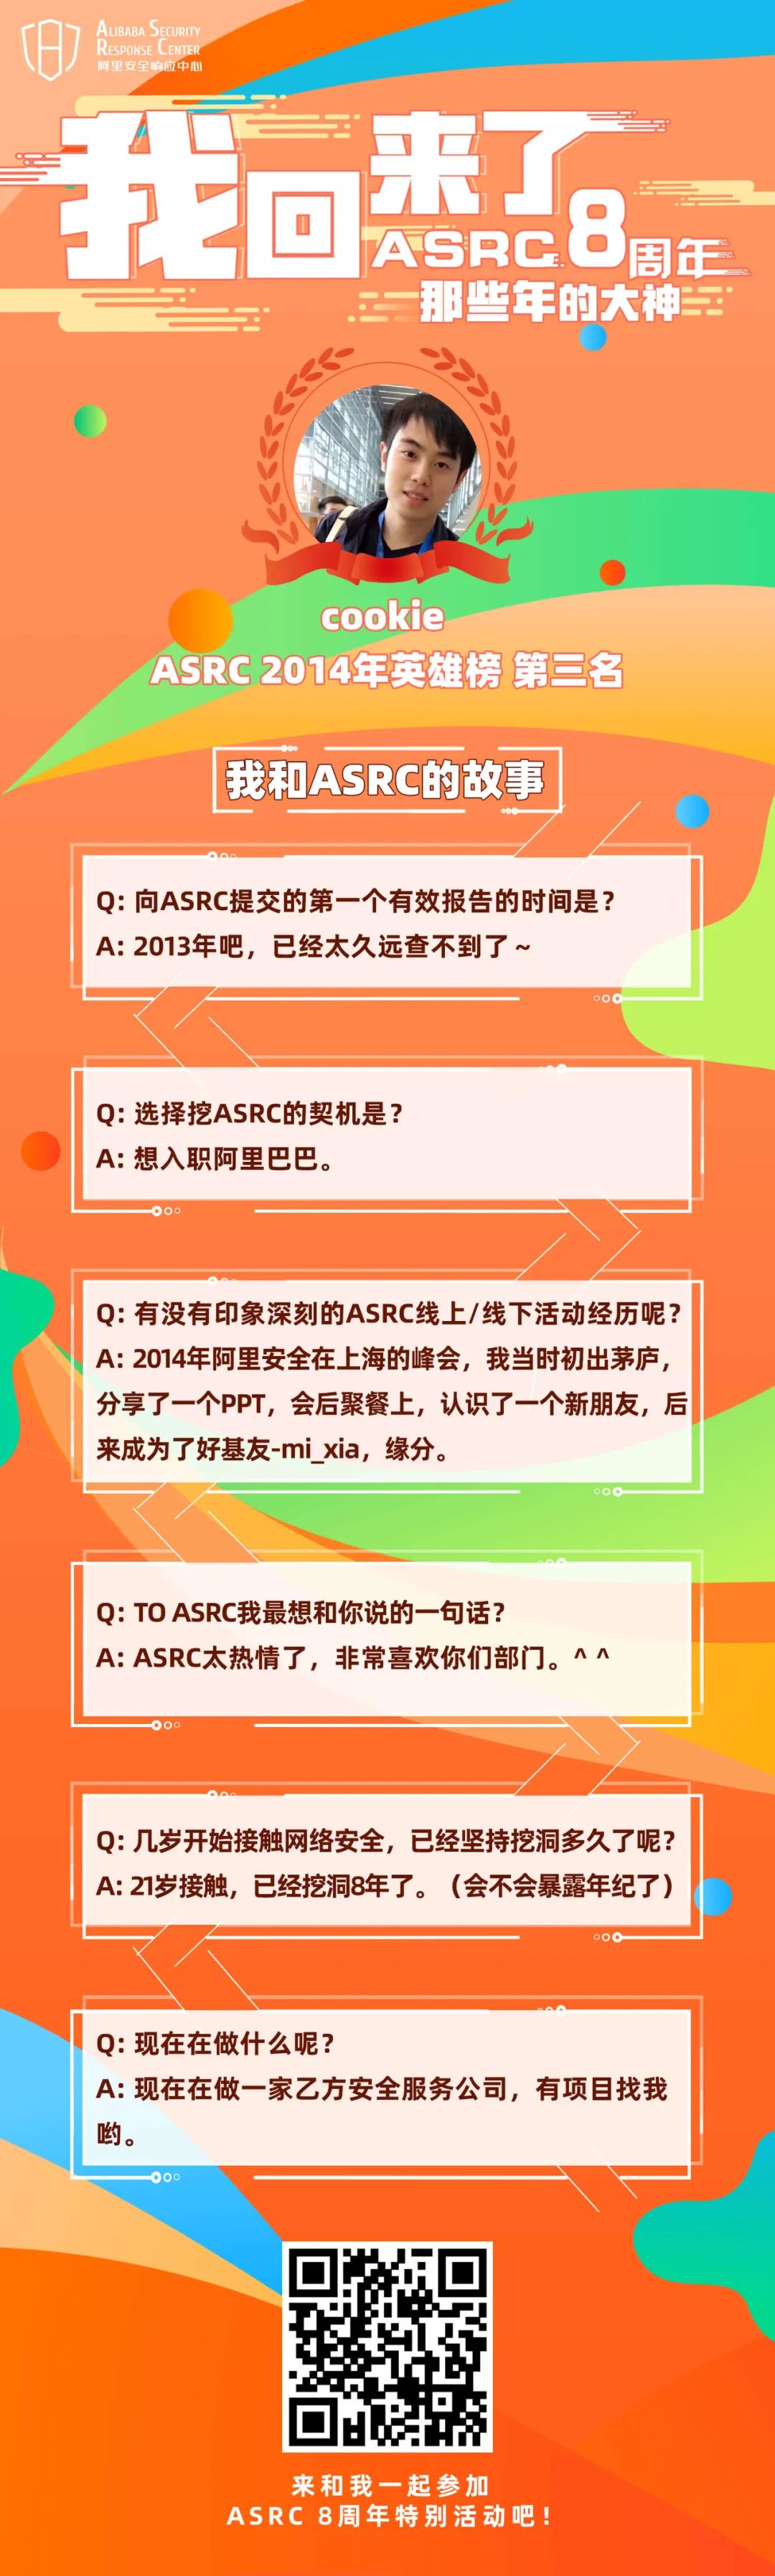 ALIBABA SECURITY
RESPONSE CENTER
阿里安全响应中心
我回来了
ASRC 8周年
那些年的大神
cookie
ASRC 2014年英雄榜 第三名
我和ASRC的故事
Q: 向ASRC提交的第一个有效报告的时间是？
A: 2013年吧，已经太久远查不到了～
Q: 选择挖ASRC的契机是？
A: 想入职阿里巴巴。
Q: 有没有印象深刻的ASRC线上/线下活动经历呢？
A: 2014年阿里安全在上海的峰会，我当时初出茅庐，
分享了一个PPT，会后聚餐上，认识了一个新朋友，后
来成为了好基友-mi_xia，缘分。
Q: TO ASRC我最想和你说的一句话？
A: ASRC太热情了，非常喜欢你们部门。^ ^
Q: 几岁开始接触网络安全，已经坚持挖洞多久了呢？
A: 21岁接触，已经挖洞8年了。（会不会暴露年纪了）
Q: 现在在做什么呢？
A: 现在在做一家乙方安全服务公司，有项目找我
哟。
来和我一起参加
ASRC 8周年特别活动吧！